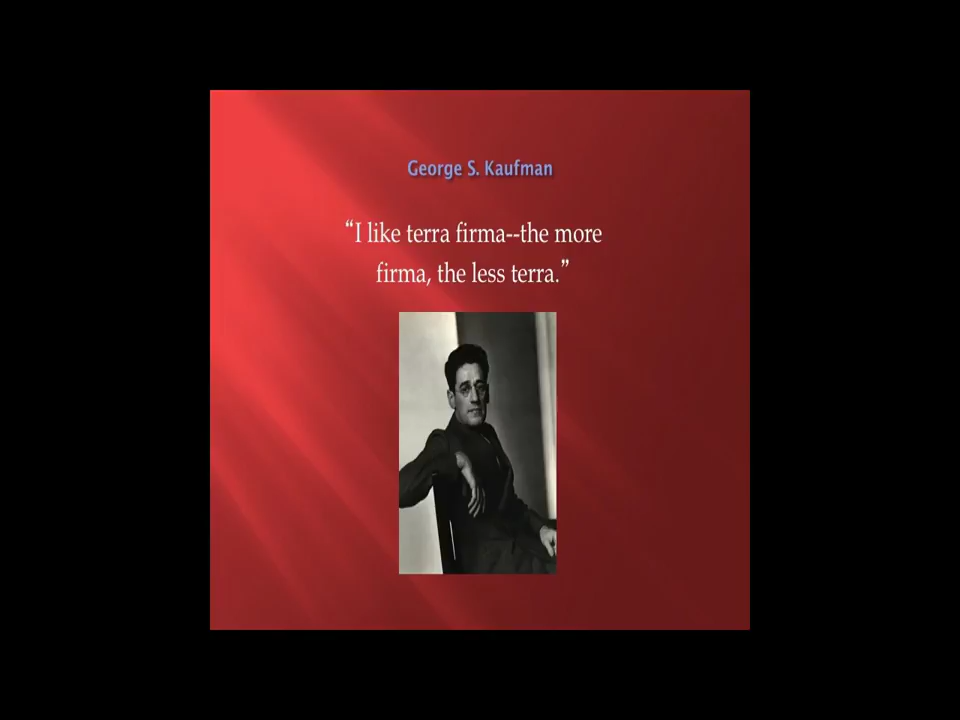 George S. Kaufman
“I like terra firma--the more
firma, the less terra.”